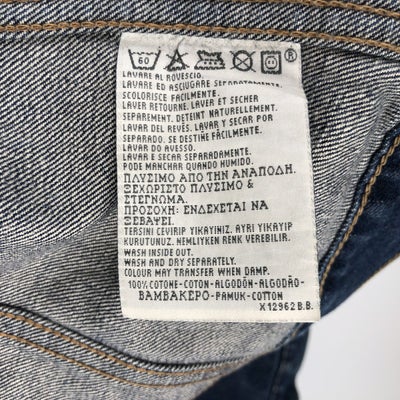 60 ®
LAVARE AL ROVESCIO.
LAVARE ED ASCIUGARE SEPARATAMENTE.
SCOLORISCE FACILMENTE.
LAVER RETOURNE. LAVER ET SECHER
SEPAREMENT. DETEINT NATURELLEMENT.
LAVAR DEL REVÉS. LAVAR Y SECAR POR
SEPARADO. SE DESTIÑE FÁCILMENTE.
LAVAR DO AVESSO.
LAVAR E SECAR SEPARADAMENTE.
PODE MANCHAR QUANDO HUMIDO.
ΠΛΥΣΙΜΟ ΑΠΟ ΤΗΝ ΑΝΑΠΟΔΗ.
ΞΕΧΩΡΙΣΤΟ ΠΛΥΣΙΜΟ &
ΣΤΕΓΝΩΜΑ.
ΠΡΟΣΟΧΗ: ΕΝΔΕΧΕΤΑΙ ΝΑ
ΞΕΒΑΨΕΙ.
TERSINI CEVIRIP YIKAYINIZ. AYRI YIKAYIP
KURUTUNUZ. NEMLIYKEN RENK VEREBILIR.
WASH INSIDE OUT.
WASH AND DRY SEPARATELY.
COLOUR MAY TRANSFER WHEN DAMP.
100% COTONE-COTON-ALGODÓN-ALGODÃO-
ΒΑΜΒΑΚΕΡΟ-PAMUK-COTTON
X12962 B.B.